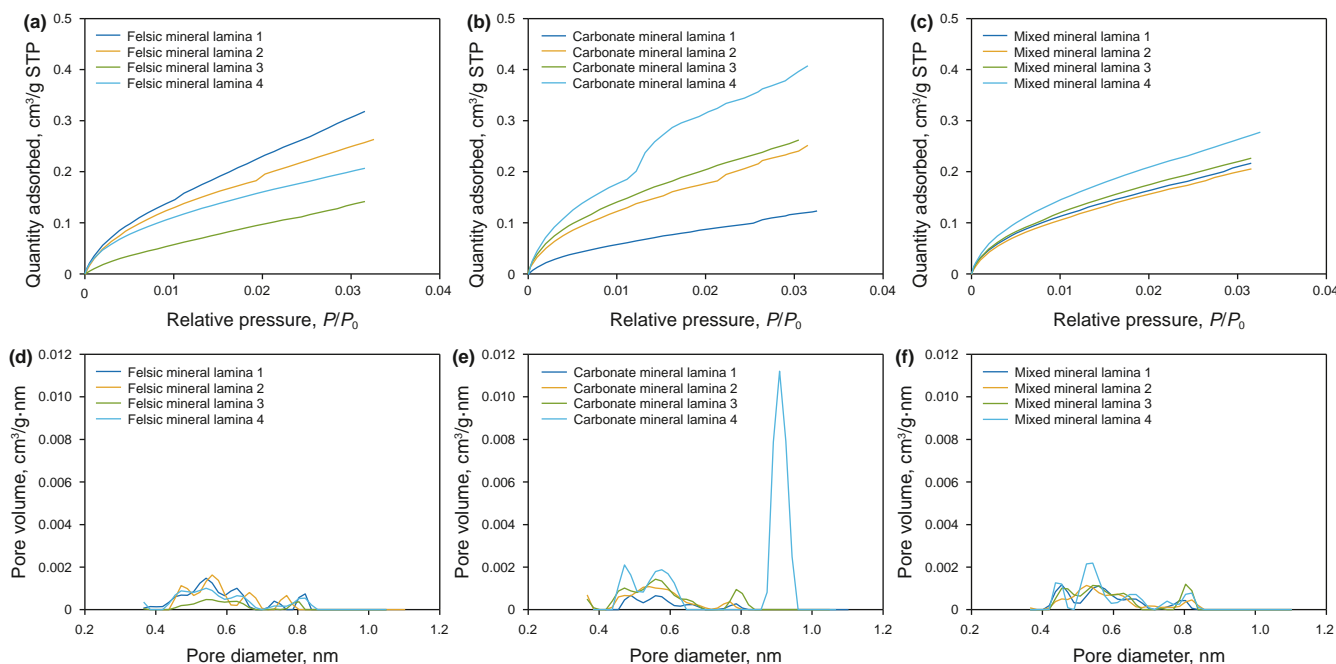 (a)
0.5
0.4
0.3
0.2
0.1
0
Quantity adsorbed, cm³/g STP
Felsic mineral lamina 1
Felsic mineral lamina 2
Felsic mineral lamina 3
Felsic mineral lamina 4
0 0.01 0.02 0.03 0.04
Relative pressure, P/P₀
(b)
0.5
0.4
0.3
0.2
0.1
0
Quantity adsorbed, cm³/g STP
Carbonate mineral lamina 1
Carbonate mineral lamina 2
Carbonate mineral lamina 3
Carbonate mineral lamina 4
0 0.01 0.02 0.03 0.04
Relative pressure, P/P₀
(c)
0.5
0.4
0.3
0.2
0.1
0
Quantity adsorbed, cm³/g STP
Mixed mineral lamina 1
Mixed mineral lamina 2
Mixed mineral lamina 3
Mixed mineral lamina 4
0 0.01 0.02 0.03 0.04
Relative pressure, P/P₀
(d)
0.012
0.010
0.008
0.006
0.004
0.002
0
Pore volume, cm³/g·nm
Felsic mineral lamina 1
Felsic mineral lamina 2
Felsic mineral lamina 3
Felsic mineral lamina 4
0.2 0.4 0.6 0.8 1.0 1.2
Pore diameter, nm
(e)
0.012
0.010
0.008
0.006
0.004
0.002
0
Pore volume, cm³/g·nm
Carbonate mineral lamina 1
Carbonate mineral lamina 2
Carbonate mineral lamina 3
Carbonate mineral lamina 4
0.2 0.4 0.6 0.8 1.0 1.2
Pore diameter, nm
(f)
0.012
0.010
0.008
0.006
0.004
0.002
0
Pore volume, cm³/g·nm
Mixed mineral lamina 1
Mixed mineral lamina 2
Mixed mineral lamina 3
Mixed mineral lamina 4
0.2 0.4 0.6 0.8 1.0 1.2
Pore diameter, nm